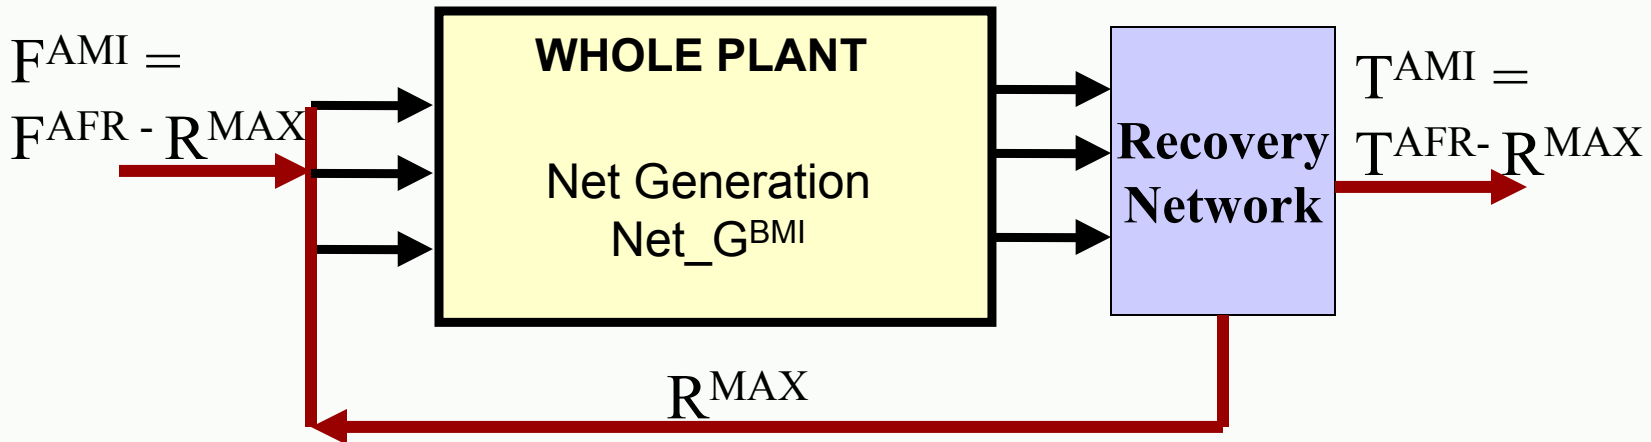 F^AMI =
F^AFR - R^MAX
WHOLE PLANT
Net Generation
Net_G^BMI
Recovery
Network
T^AMI =
T^AFR- R^MAX
R^MAX